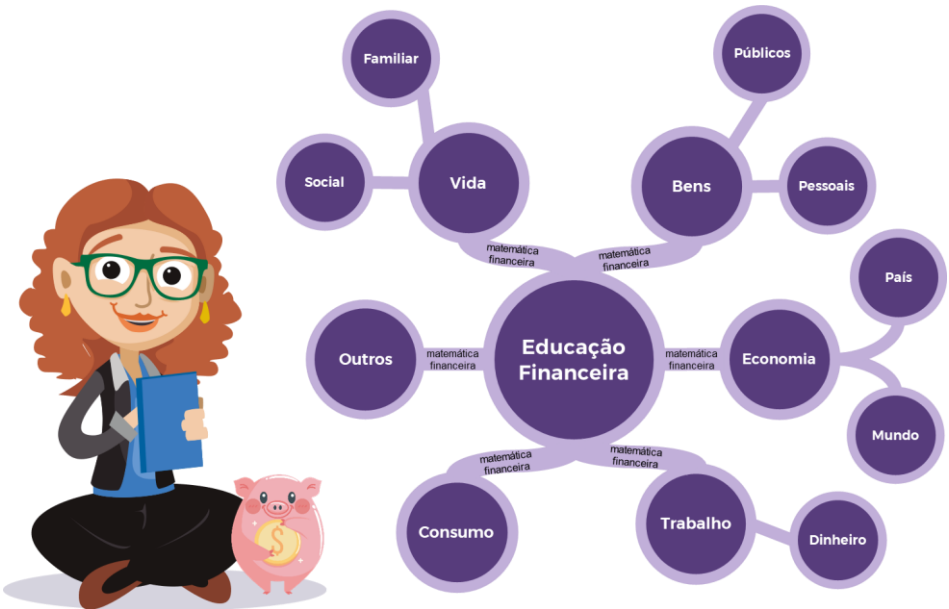 Familiar
Públicos
Social
Vida
Bens
Pessoais
matemática
financeira
matemática
financeira
País
Outros
matemática
financeira
Educação
Financeira
matemática
financeira
Economia
Mundo
matemática
financeira
matemática
financeira
Consumo
Trabalho
Dinheiro
$